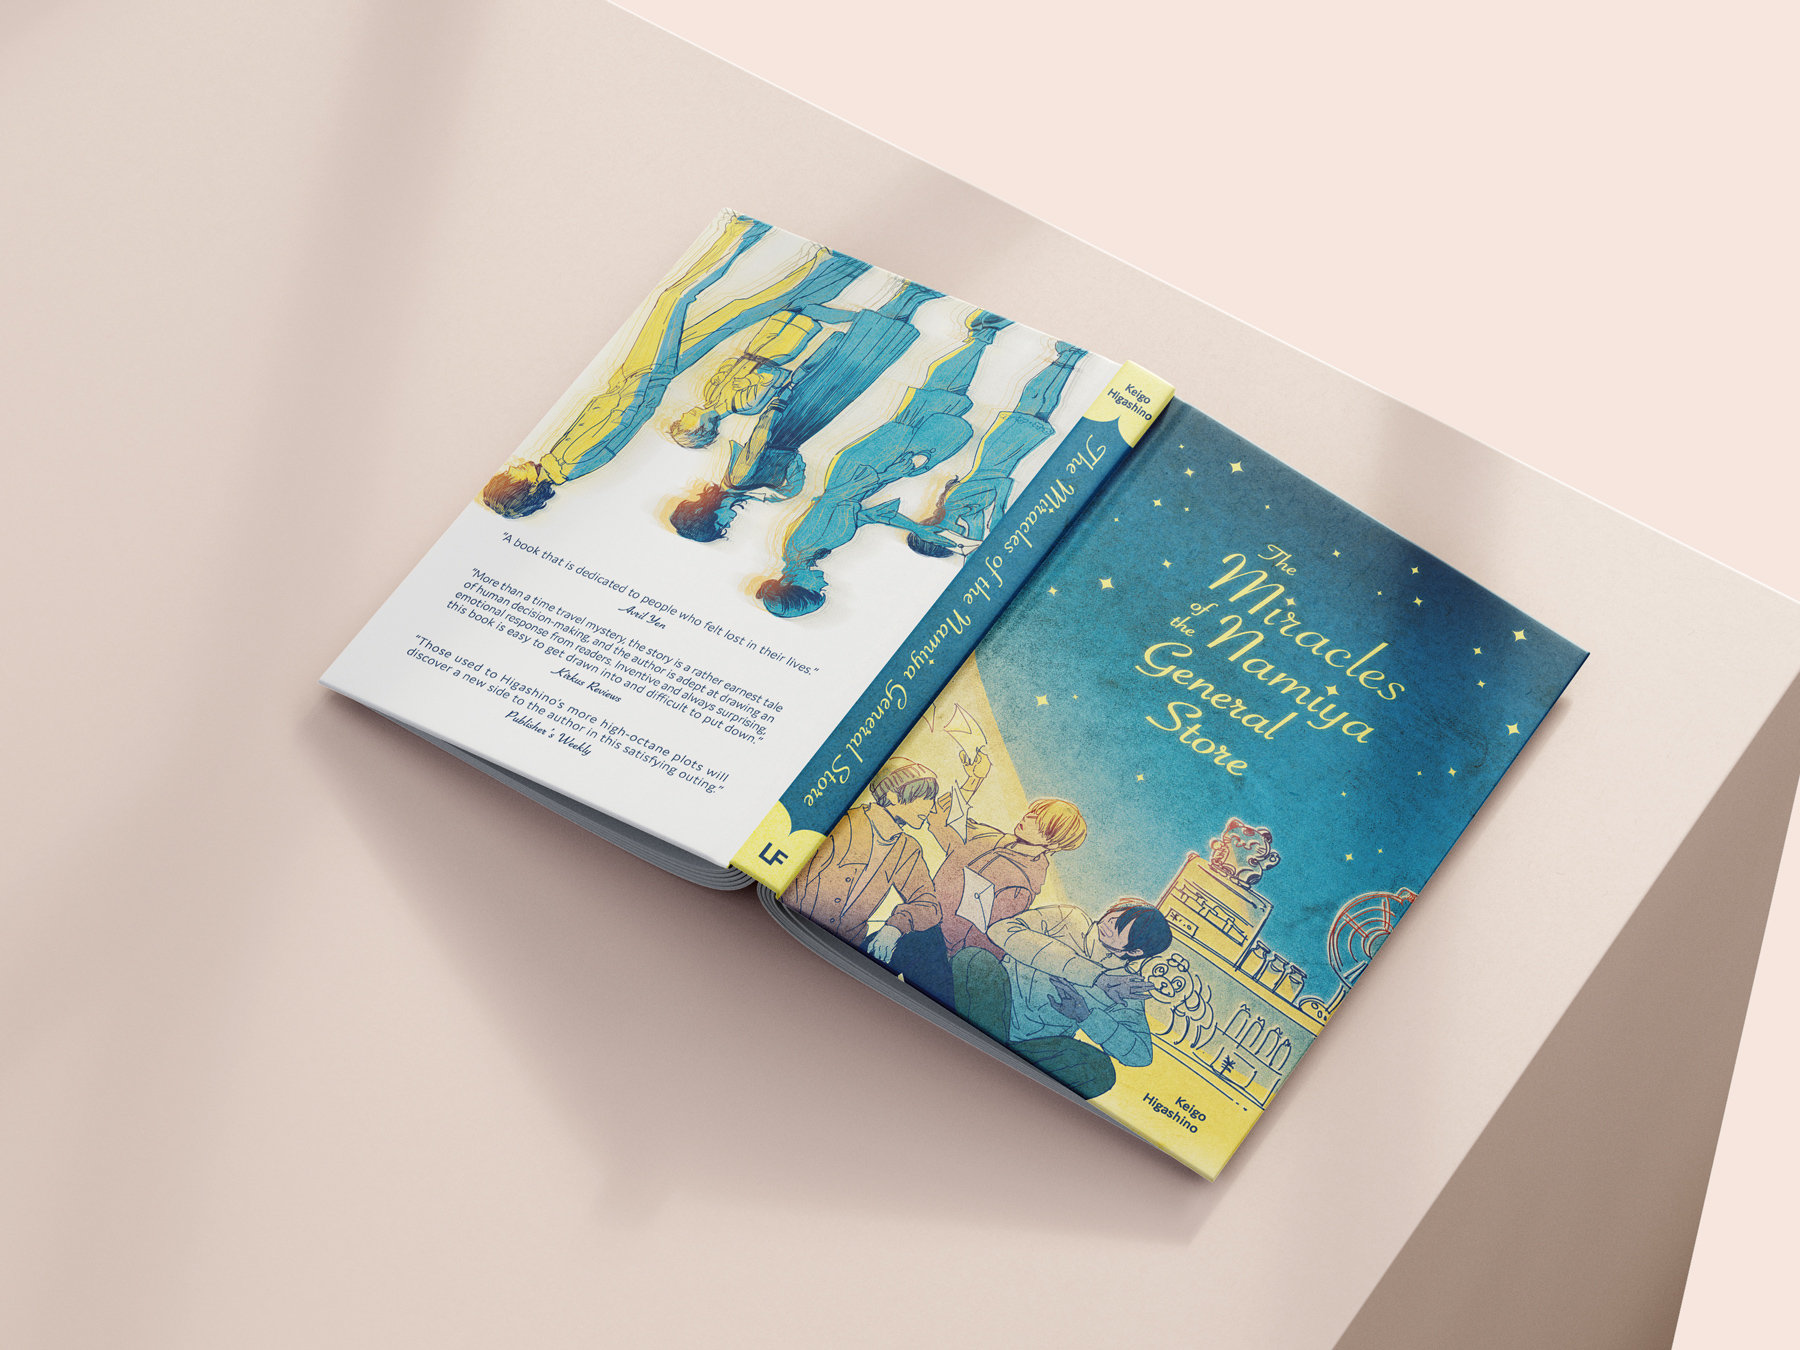 "A book that is dedicated to people who felt lost in their lives."
Avril Yen
"More than a time travel mystery, the story is a rather earnest tale
of human decision-making, and the author is adept at drawing an
emotional response from readers. Inventive and always surprising,
this book is easy to get drawn into and difficult to put down."
Kirkus Reviews
"Those used to Higashino's more high-octane plots will
discover a new side to the author in this satisfying outing."
Publisher's Weekly
Keigo
Higashino
The Miracles of the Namiya General Store
LF
The
Miracles
of
the
Namiya
General
Store
¥
Keigo
Higashino